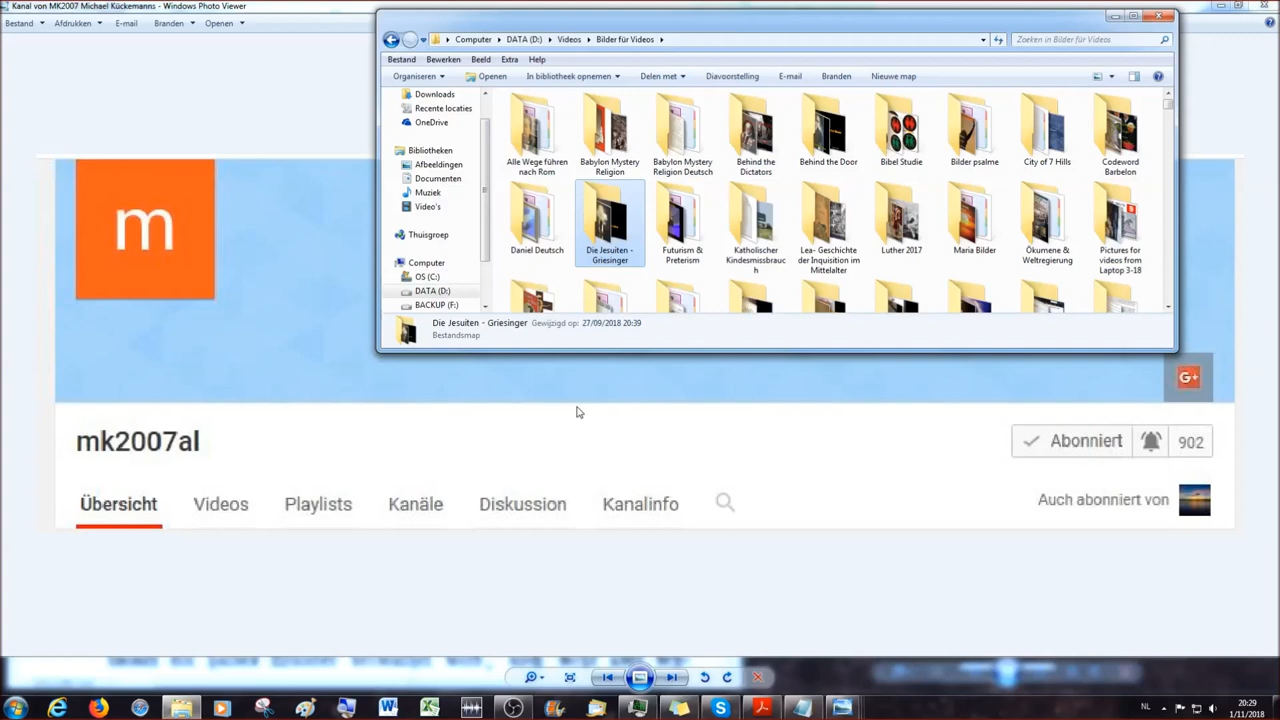 Kanal von MK2007 Michael Kückemanns - Windows Photo Viewer
Bestand Afdrukken E-mail Branden Openen
Computer DATA (D:) Videos Bilder für Videos
Zoeken in Bilder für Videos
Bestand Bewerken Beeld Extra Help
Organiseren Openen In bibliotheek opnemen Delen met Diavoorstelling E-mail Branden Nieuwe map
Downloads
Recente locaties
OneDrive
Bibliotheken
Afbeeldingen
Documenten
Muziek
Video's
Thuisgroep
Computer
OS (C:)
DATA (D:)
BACKUP (F:)
Alle Wege führen
nach Rom
Babylon Mystery
Religion
Babylon Mystery
Religion Deutsch
Behind the
Dictators
Behind the Door
Bibel Studie
Bilder psalme
City of 7 Hills
Codeword
Barbelon
Daniel Deutsch
Die Jesuiten -
Griesinger
Futurism &
Preterism
Katholischer
Kindesmissbrauc
h
Lea- Geschichte
der Inquisition im
Mittelalter
Luther 2017
Maria Bilder
Ökumene &
Weltregierung
Pictures for
videos from
Laptop 3-18
Die Jesuiten - Griesinger Gewijzigd op: 27/09/2018 20:39
Bestandsmap
m
G+
mk2007al
Abonniert 902
Übersicht Videos Playlists Kanäle Diskussion Kanalinfo
Auch abonniert von
NL
20:29
1/11/2018